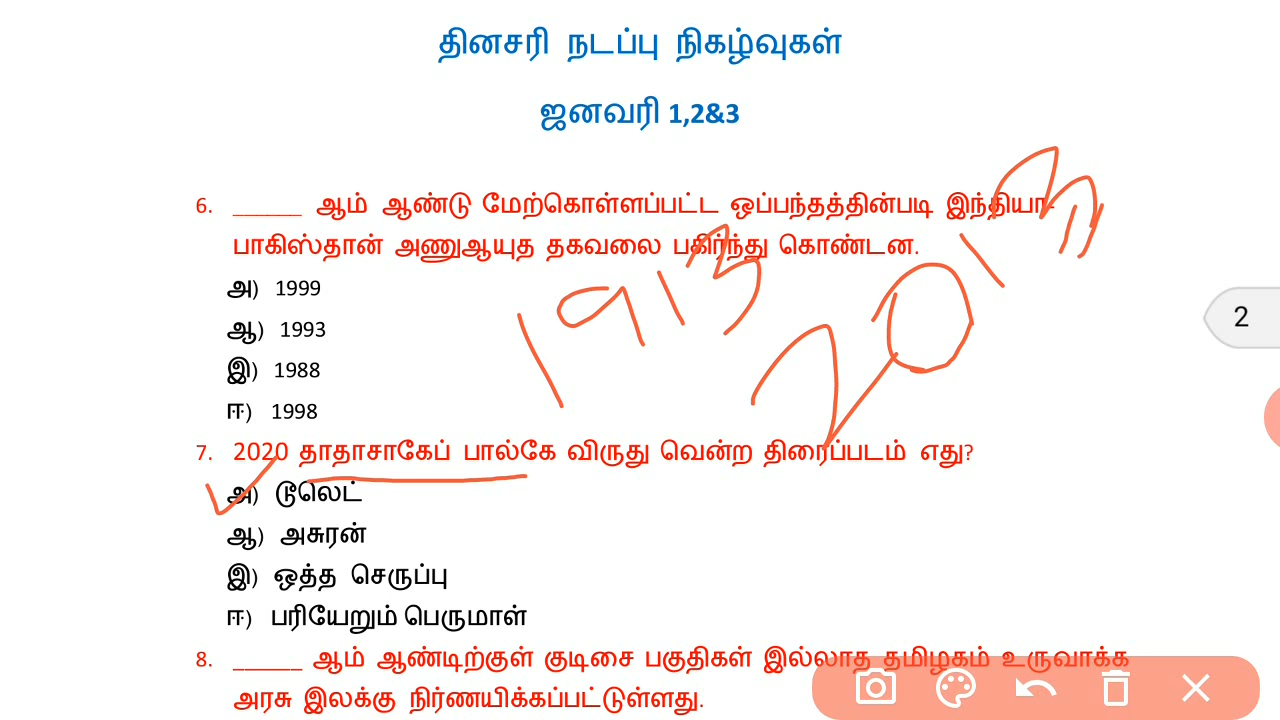 தினசரி நடப்பு நிகழ்வுகள்
ஜனவரி 1,2&3
6. ______ ஆம் ஆண்டு மேற்கொள்ளப்பட்ட ஒப்பந்தத்தின்படி இந்தியா-
பாகிஸ்தான் அணுஆயுத தகவலை பகிர்ந்து கொண்டன.
அ) 1999
ஆ) 1993
இ) 1988
ஈ) 1998
1913
2013
2
7. 2020 தாதாசாகேப் பால்கே விருது வென்ற திரைப்படம் எது?
அ) டூலெட்
ஆ) அசுரன்
இ) ஒத்த செருப்பு
ஈ) பரியேறும் பெருமாள்
8. ______ ஆம் ஆண்டிற்குள் குடிசை பகுதிகள் இல்லாத தமிழகம் உருவாக்க
அரசு இலக்கு நிர்ணயிக்கப்பட்டுள்ளது.